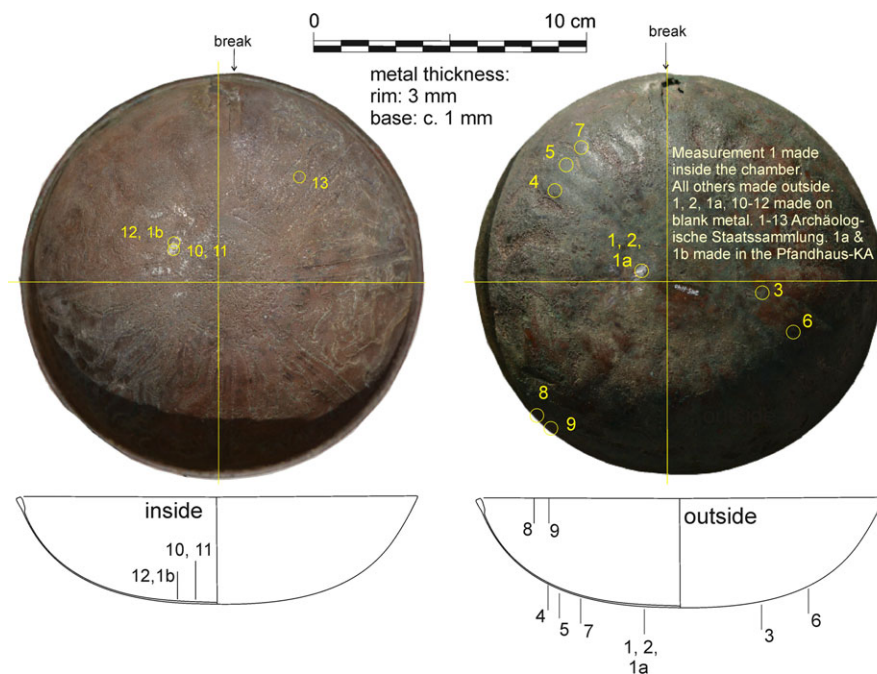 0
10 cm
break
metal thickness:
rim: 3 mm
base: c. 1 mm
13
12, 1b
10, 11
break
7
5
4
Measurement 1 made
inside the chamber.
All others made outside.
1, 2, 1a, 10-12 made on
blank metal. 1-13 Archäolog-
ische Staatssammlung. 1a &
1b made in the Pfandhaus-KA
1, 2,
1a
3
6
8
9
inside
10, 11
12,1b
outside
8
9
4
5
7
1, 2,
1a
3
6